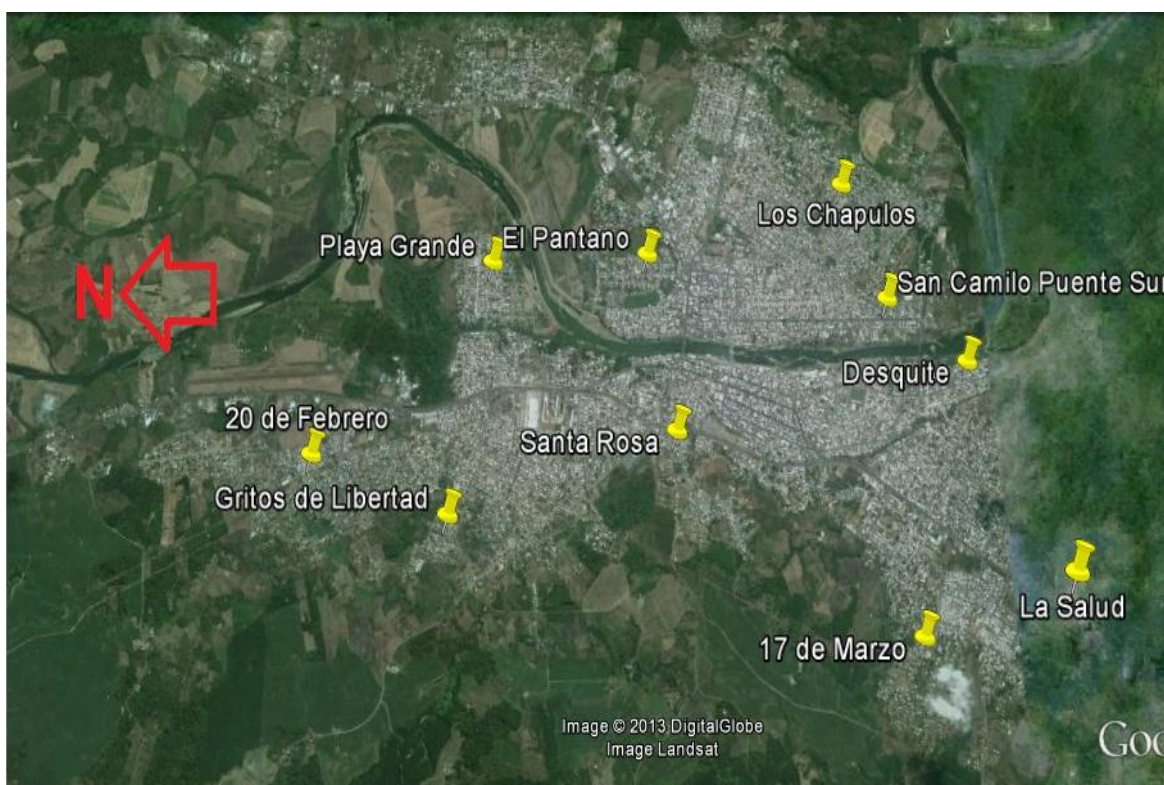 Los Chapulos
Playa Grande
El Pantano
N
San Camilo Puente Sur
Desquite
20 de Febrero
Santa Rosa
Gritos de Libertad
La Salud
17 de Marzo
Image © 2013 DigitalGlobe
Image Landsat
Goo